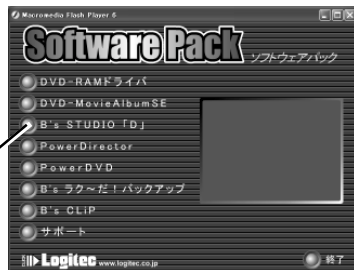 Macromedia Flash Player 6
Software Pack
ソフトウェアパック
DVD-RAMドライバ
DVD-MovieAlbumSE
B's STUDIO「D」
PowerDirector
PowerDVD
B's ラク〜だ！バックアップ
B's CLiP
サポート
Logitec www.logitec.co.jp
終了